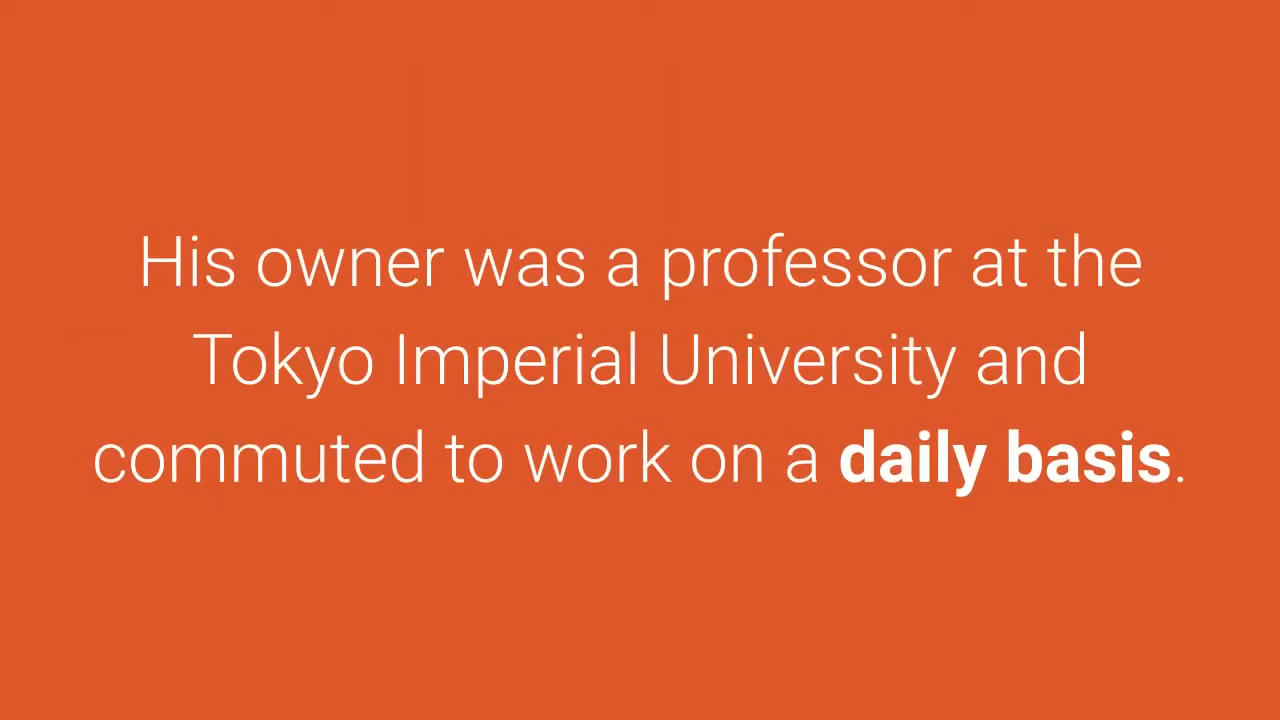 His owner was a professor at the
Tokyo Imperial University and
commuted to work on a daily basis.